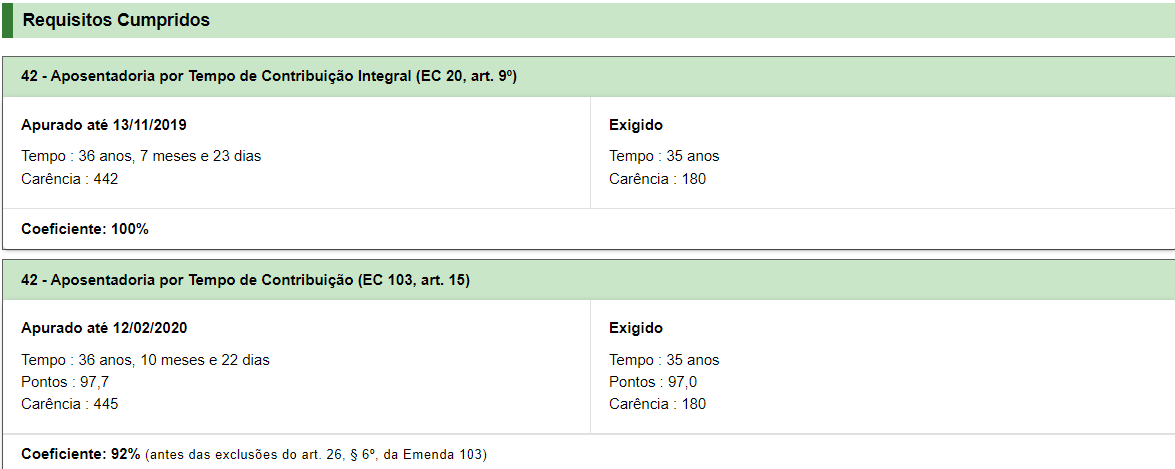 Requisitos Cumpridos
42 - Aposentadoria por Tempo de Contribuição Integral (EC 20, art. 9º)
Apurado até 13/11/2019
Tempo : 36 anos, 7 meses e 23 dias
Carência : 442
Exigido
Tempo : 35 anos
Carência : 180
Coeficiente: 100%
42 - Aposentadoria por Tempo de Contribuição (EC 103, art. 15)
Apurado até 12/02/2020
Tempo : 36 anos, 10 meses e 22 dias
Pontos : 97,7
Carência : 445
Exigido
Tempo : 35 anos
Pontos : 97,0
Carência : 180
Coeficiente: 92% (antes das exclusões do art. 26, § 6º, da Emenda 103)